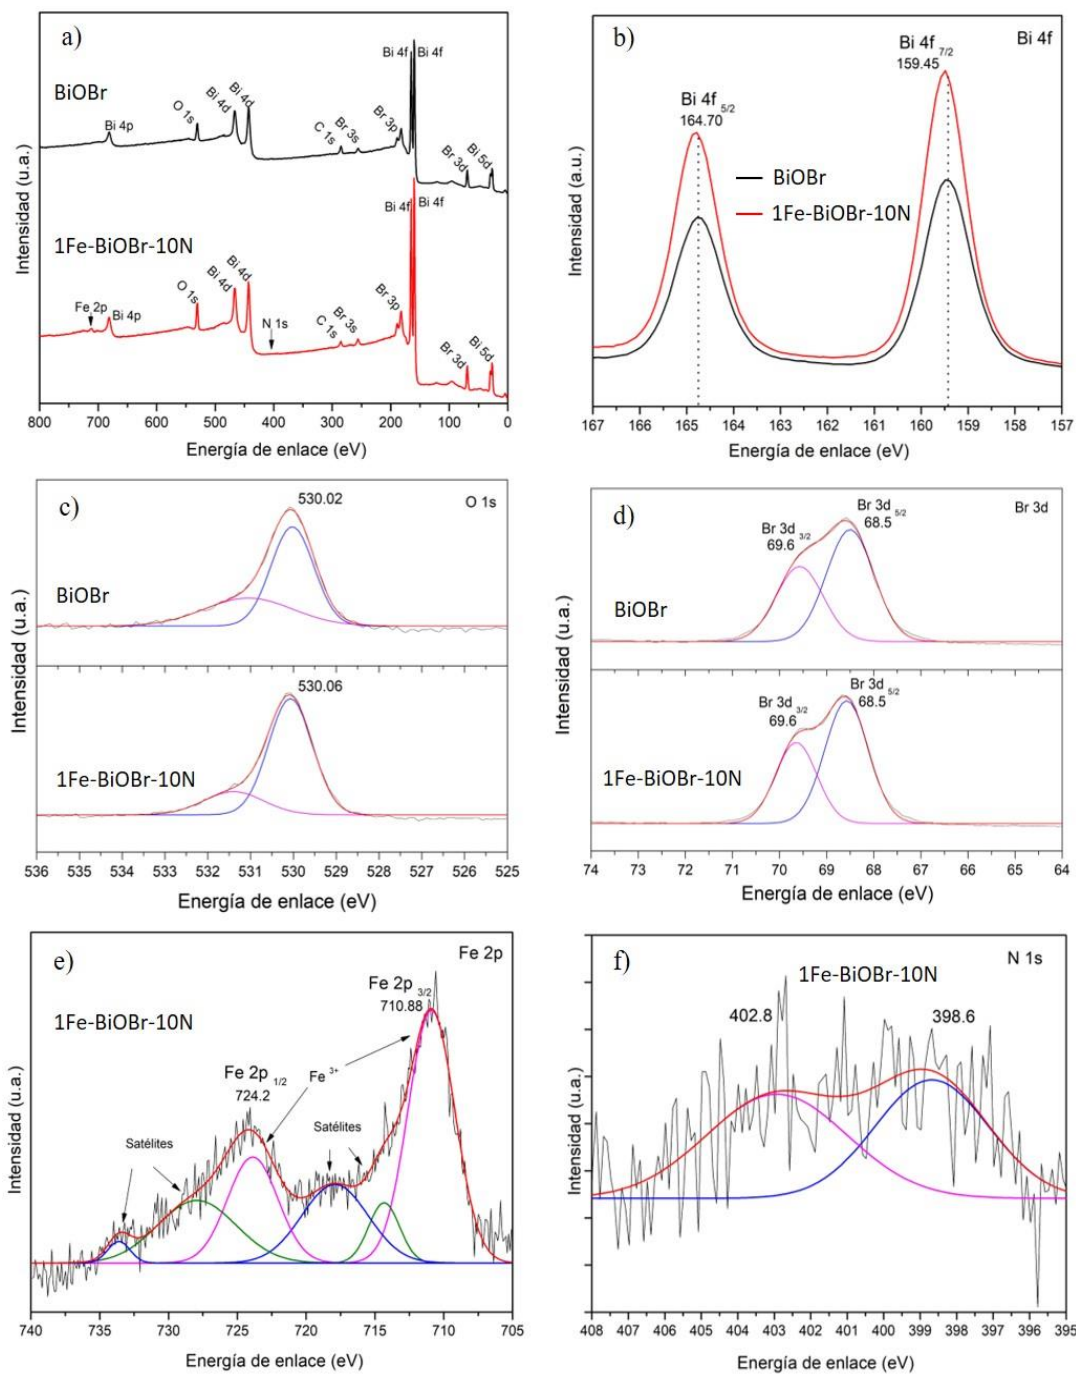 a)
BiOBr
Bi 4p
O 1s
Bi 4d
Bi 4d
C 1s
Br 3s
Br 3p
Bi 4f
Bi 4f
Br 3d
Bi 5d
1Fe-BiOBr-10N
Fe 2p
Bi 4p
O 1s
Bi 4d
Bi 4d
N 1s
C 1s
Br 3s
Br 3p
Bi 4f
Bi 4f
Br 3d
Bi 5d
Intensidad (u.a.)
800 700 600 500 400 300 200 100 0
Energía de enlace (eV)
b)
Bi 4f
Bi 4f 7/2
159.45
Bi 4f 5/2
164.70
BiOBr
1Fe-BiOBr-10N
Intensidad (a.u.)
167 166 165 164 163 162 161 160 159 158 157
Energía de enlace (eV)
c)
O 1s
530.02
BiOBr
530.06
1Fe-BiOBr-10N
Intensidad (u.a.)
536 535 534 533 532 531 530 529 528 527 526 525
Energía de enlace (eV)
d)
Br 3d
Br 3d 5/2
68.5
Br 3d 3/2
69.6
BiOBr
Br 3d 5/2
68.5
Br 3d 3/2
69.6
1Fe-BiOBr-10N
Intensidad (u.a.)
74 73 72 71 70 69 68 67 66 65 64
Energía de enlace (eV)
e)
Fe 2p
1Fe-BiOBr-10N
Fe 2p 3/2
710.88
Fe 2p 1/2
724.2
Fe 3+
Satélites
Satélites
Intensidad (u.a.)
740 735 730 725 720 715 710 705
Energía de enlace (eV)
f)
N 1s
1Fe-BiOBr-10N
402.8
398.6
Intensidad (u.a.)
408 407 406 405 404 403 402 401 400 399 398 397 396 395
Energía de enlace (eV)